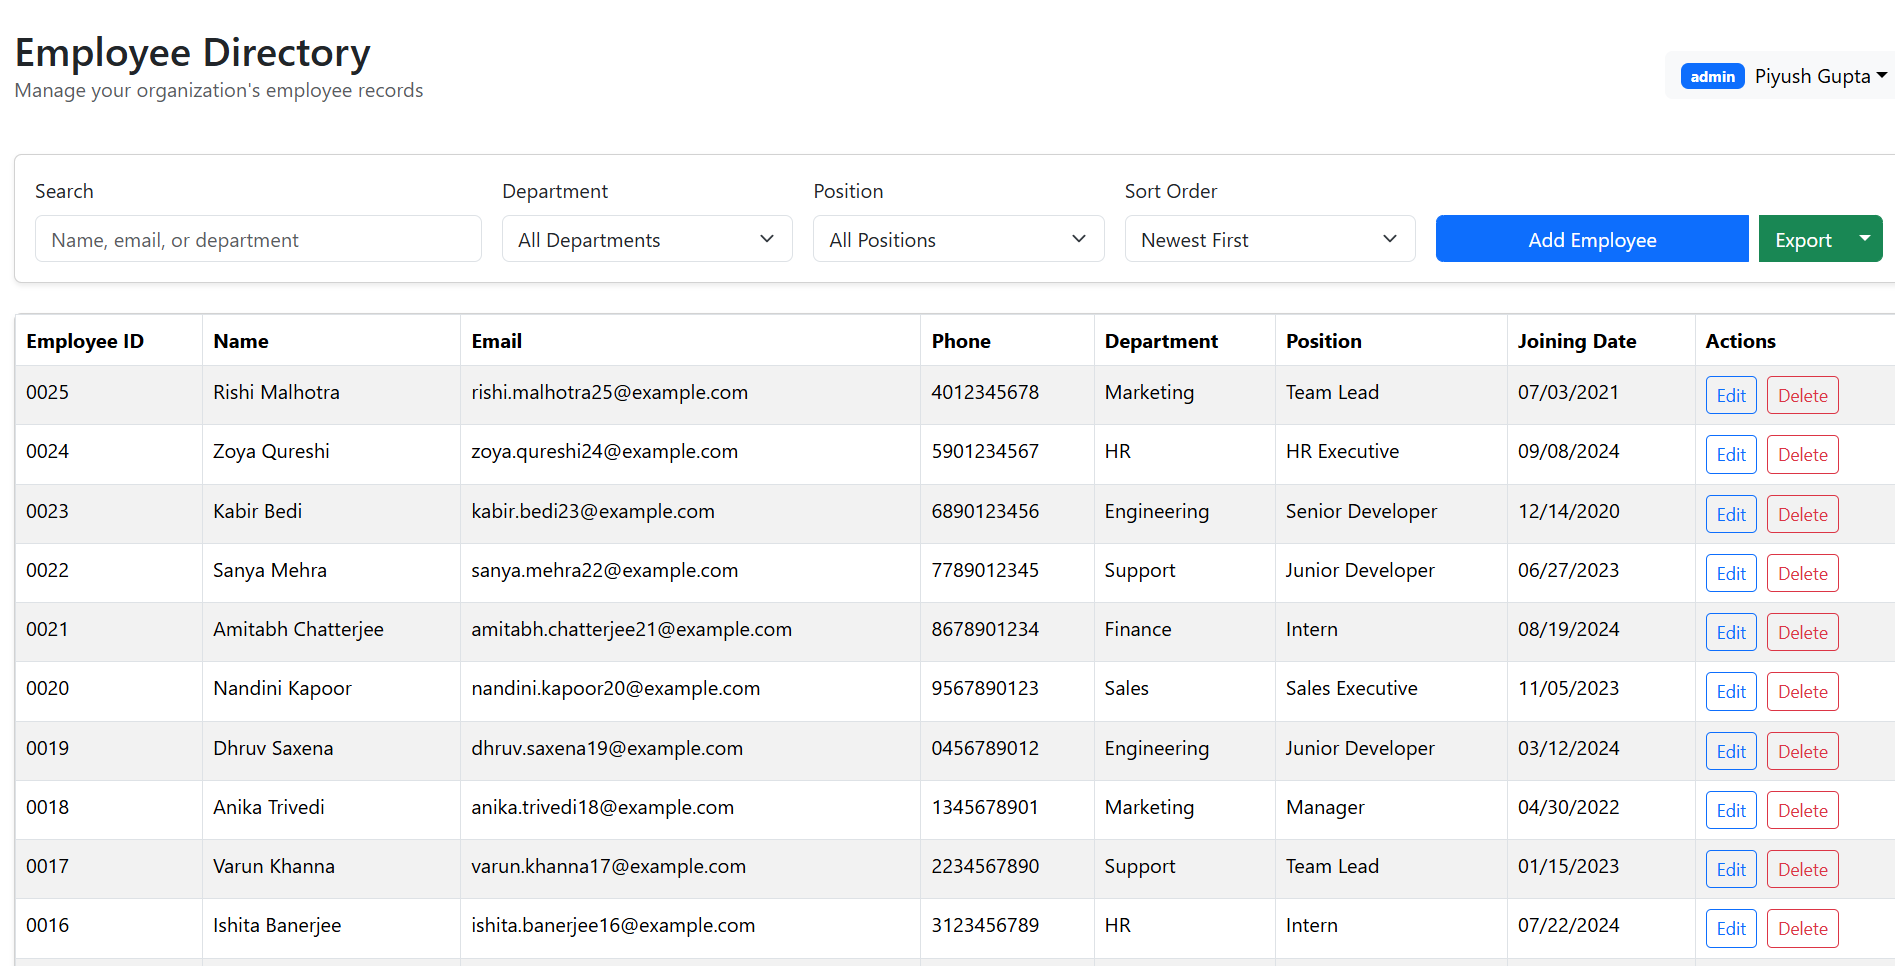 Employee Directory
Manage your organization's employee records
admin Piyush Gupta
Search Department Position Sort Order
Name, email, or department All Departments All Positions Newest First Add Employee Export
Employee ID Name Email Phone Department Position Joining Date Actions
0025 Rishi Malhotra rishi.malhotra25@example.com 4012345678 Marketing Team Lead 07/03/2021 Edit Delete
0024 Zoya Qureshi zoya.qureshi24@example.com 5901234567 HR HR Executive 09/08/2024 Edit Delete
0023 Kabir Bedi kabir.bedi23@example.com 6890123456 Engineering Senior Developer 12/14/2020 Edit Delete
0022 Sanya Mehra sanya.mehra22@example.com 7789012345 Support Junior Developer 06/27/2023 Edit Delete
0021 Amitabh Chatterjee amitabh.chatterjee21@example.com 8678901234 Finance Intern 08/19/2024 Edit Delete
0020 Nandini Kapoor nandini.kapoor20@example.com 9567890123 Sales Sales Executive 11/05/2023 Edit Delete
0019 Dhruv Saxena dhruv.saxena19@example.com 0456789012 Engineering Junior Developer 03/12/2024 Edit Delete
0018 Anika Trivedi anika.trivedi18@example.com 1345678901 Marketing Manager 04/30/2022 Edit Delete
0017 Varun Khanna varun.khanna17@example.com 2234567890 Support Team Lead 01/15/2023 Edit Delete
0016 Ishita Banerjee ishita.banerjee16@example.com 3123456789 HR Intern 07/22/2024 Edit Delete